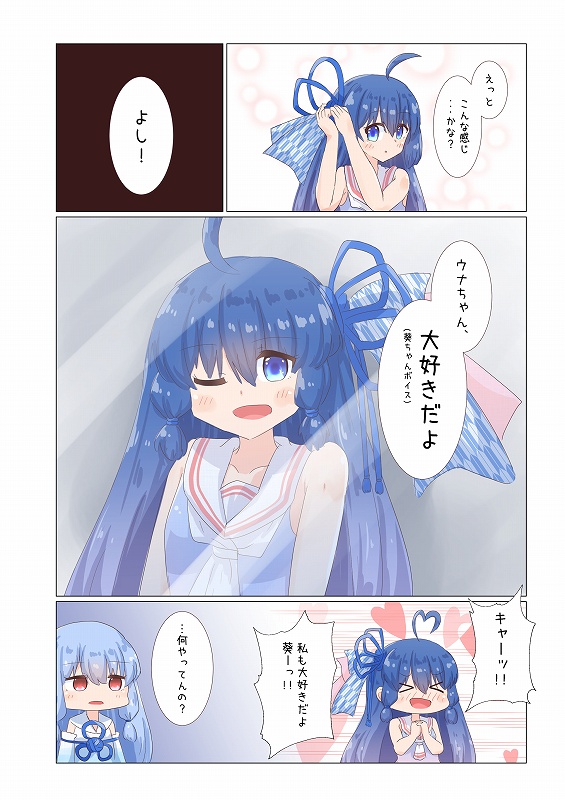 えっと
こんな感じ
・・かな?
よし!
ウナちゃん、
大好きだよ
(葵ちゃんボイス)
キャーッ!!
私も大好きだよ
葵ーっ!!
…何やってんの?